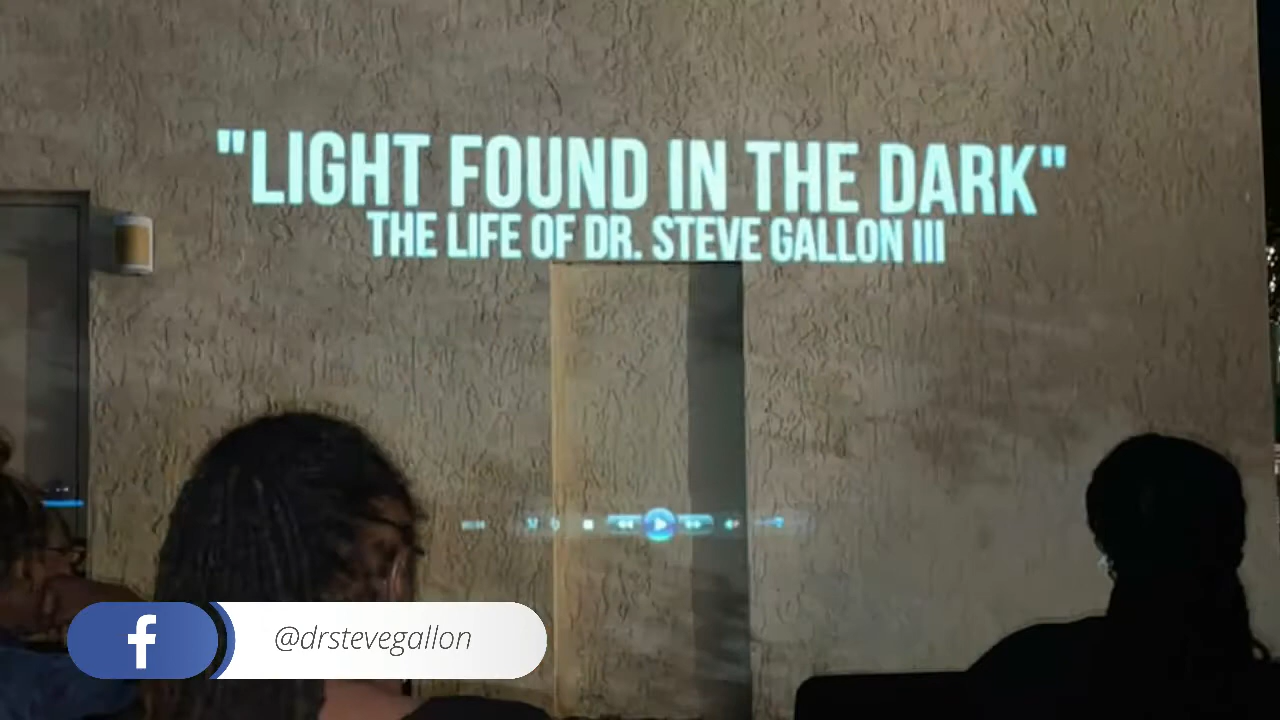 "LIGHT FOUND IN THE DARK"
THE LIFE OF DR. STEVE GALLON III
@drstevegallon